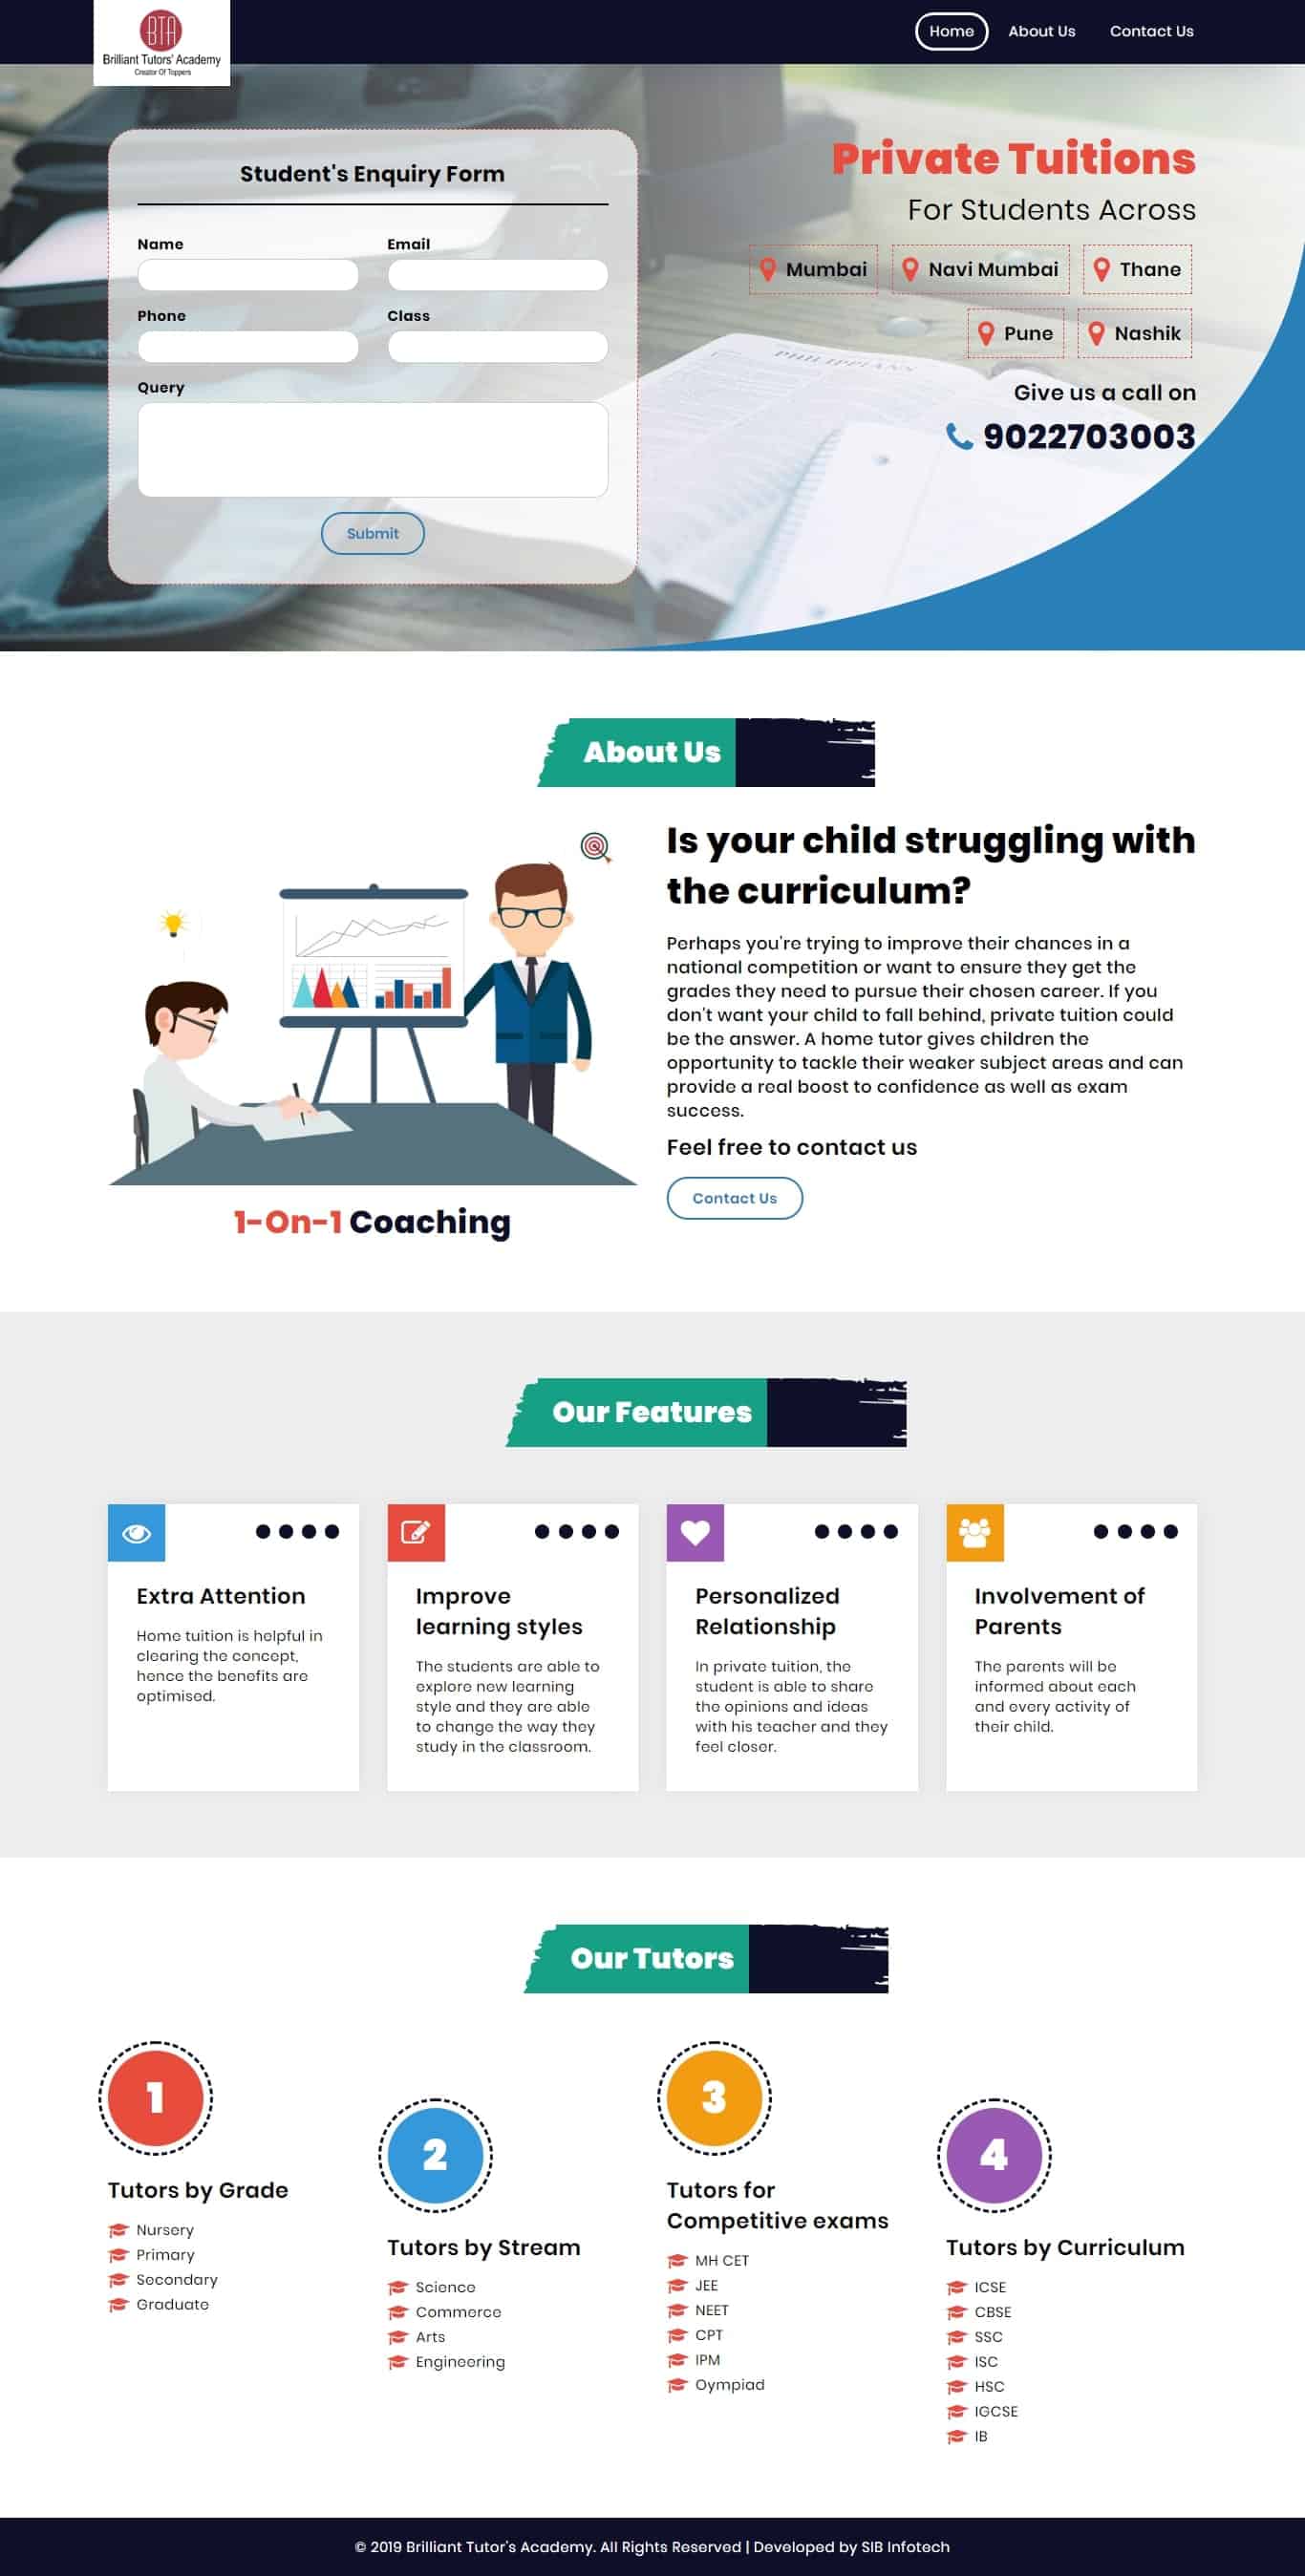 BTA
Brilliant Tutors' Academy
Creator Of Toppers
Home
About Us
Contact Us
Student's Enquiry Form
Name
Email
Phone
Class
Query
Submit
Private Tuitions
For Students Across
Mumbai
Navi Mumbai
Thane
Pune
Nashik
Give us a call on
9022703003
PHILIPPIANS
About Us
1-On-1 Coaching
Is your child struggling with
the curriculum?
Perhaps you're trying to improve their chances in a
national competition or want to ensure they get the
grades they need to pursue their chosen career. If you
don't want your child to fall behind, private tuition could
be the answer. A home tutor gives children the
opportunity to tackle their weaker subject areas and can
provide a real boost to confidence as well as exam
success.
Feel free to contact us
Contact Us
Our Features
Extra Attention
Home tuition is helpful in
clearing the concept,
hence the benefits are
optimised.
Improve
learning styles
The students are able to
explore new learning
style and they are able
to change the way they
study in the classroom.
Personalized
Relationship
In private tuition, the
student is able to share
the opinions and ideas
with his teacher and they
feel closer.
Involvement of
Parents
The parents will be
informed about each
and every activity of
their child.
Our Tutors
1
Tutors by Grade
Nursery
Primary
Secondary
Graduate
2
Tutors by Stream
Science
Commerce
Arts
Engineering
3
Tutors for
Competitive exams
MH CET
JEE
NEET
CPT
IPM
Oympiad
4
Tutors by Curriculum
ICSE
CBSE
SSC
ISC
HSC
IGCSE
IB
© 2019 Brilliant Tutor's Academy. All Rights Reserved | Developed by SIB Infotech